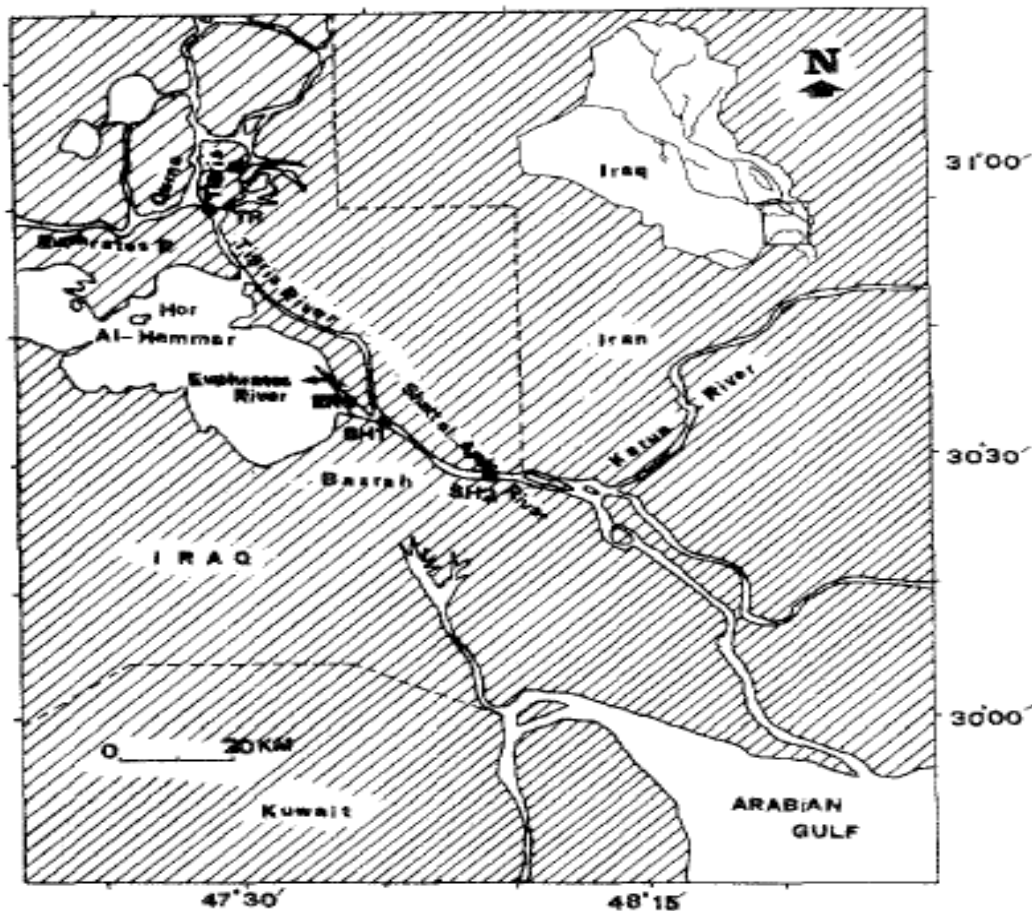 N
Iraq
31°00′
Qurna
Tigris R
TR
Euphrates R
Tigris River
Hor
Al-Hammar
Iran
Euphrates
River
Shatt al Arab River
Karun River
SH1
30°30′
Basrah
SH2
IRAQ
30°00′
0 20KM
Kuwait
ARABIAN
GULF
47°30′
48°15′